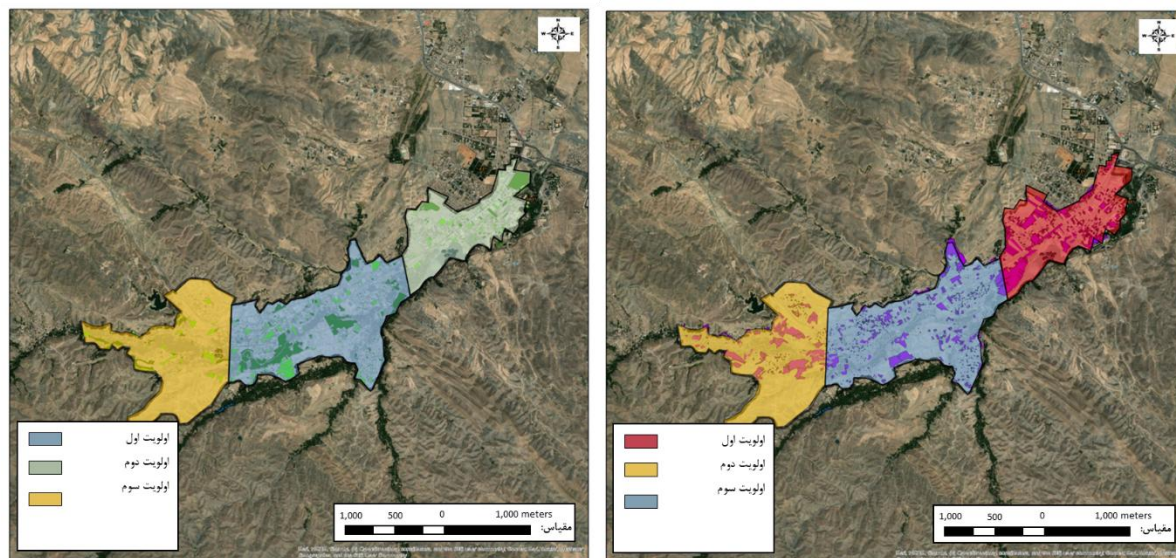 N
W E
S
اولویت اول
اولویت دوم
اولویت سوم
1,000 500 0 1,000 meters
مقیاس:
N
W E
S
اولویت اول
اولویت دوم
اولویت سوم
1,000 500 0 1,000 meters
مقیاس: